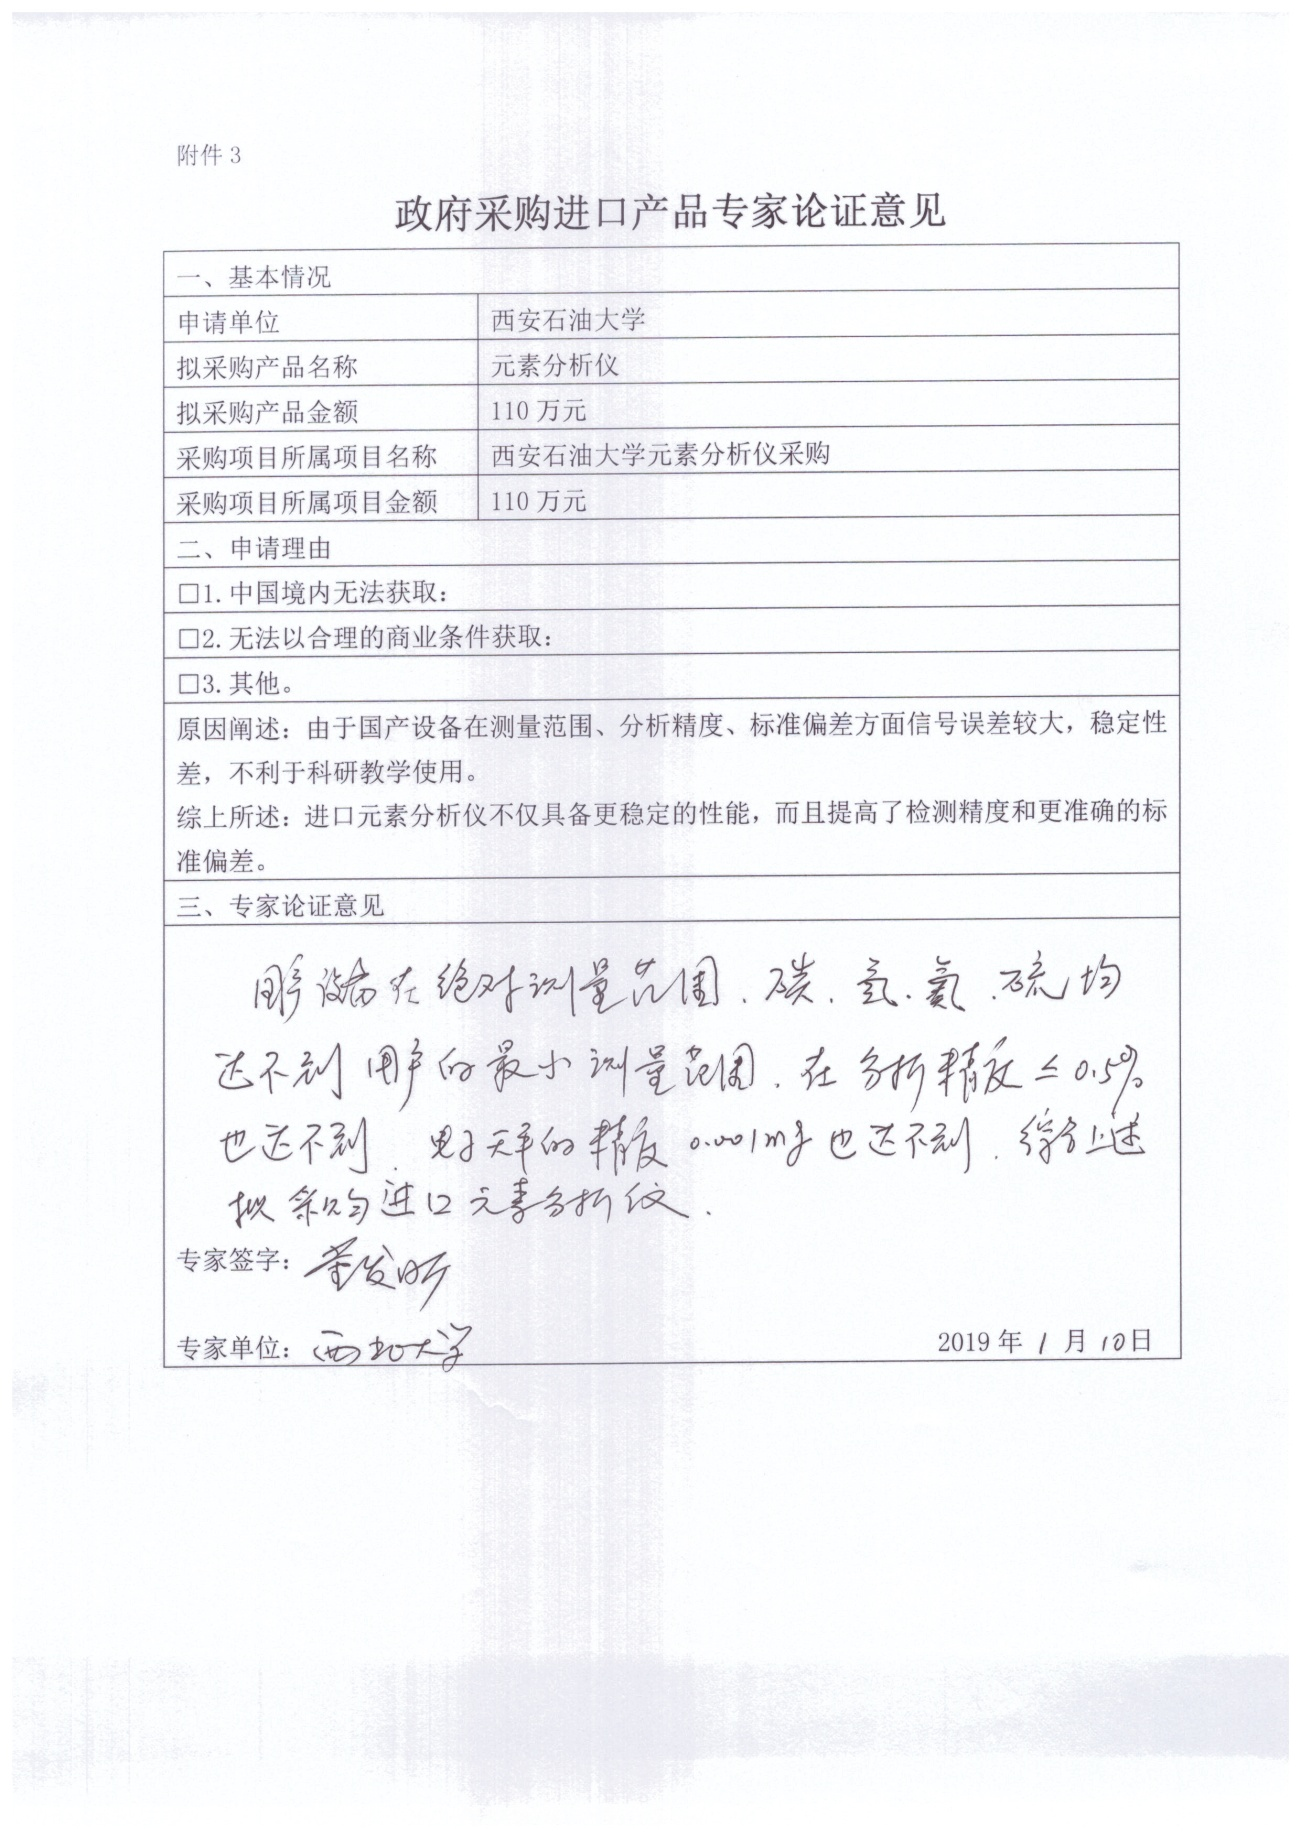 附件 3
政府采购进口产品专家论证意见
一、基本情况
申请单位 西安石油大学
拟采购产品名称 元素分析仪
拟采购产品金额 110 万元
采购项目所属项目名称 西安石油大学元素分析仪采购
采购项目所属项目金额 110 万元
二、申请理由
□1.中国境内无法获取：
□2.无法以合理的商业条件获取：
□3.其他。
原因阐述：由于国产设备在测量范围、分析精度、标准偏差方面信号误差较大，稳定性
差，不利于科研教学使用。
综上所述：进口元素分析仪不仅具备更稳定的性能，而且提高了检测精度和更准确的标
准偏差。
三、专家论证意见
设备在绝对测量范围、碳、氢、氮、硫均
达不到用户的最小测量范围、在分析精度≤0.5%
也达不到、电子天平的精度0.001mg也达不到、综合上述
拟采购进口元素分析仪.
专家签字：
专家单位：西北大学 2019 年 1 月 10日